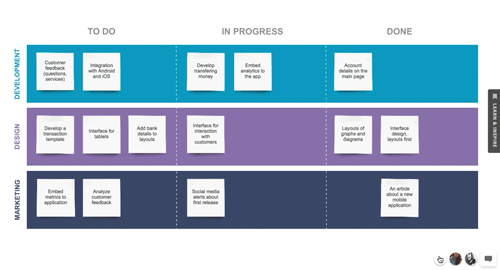 TO DO
IN PROGRESS
DONE
DEVELOPMENT
Customer
feedback
(questions,
services)
Integration
with Android
and iOS
Develop
transfering
money
Embed
analytics to
the app
Account
details on the
main page
DESIGN
Develop a
transaction
template
Interface for
tablets
Add bank
details to
layouts
Interface for
interaction with
customers
Layouts of
graphs and
diagrams
Interface
design,
layouts first
MARKETING
Embed
metrics to
application
Analyze
customer
feedback
Social media
alerts about
first release
An article
about a new
mobile
application
LEARN & INSPIRE